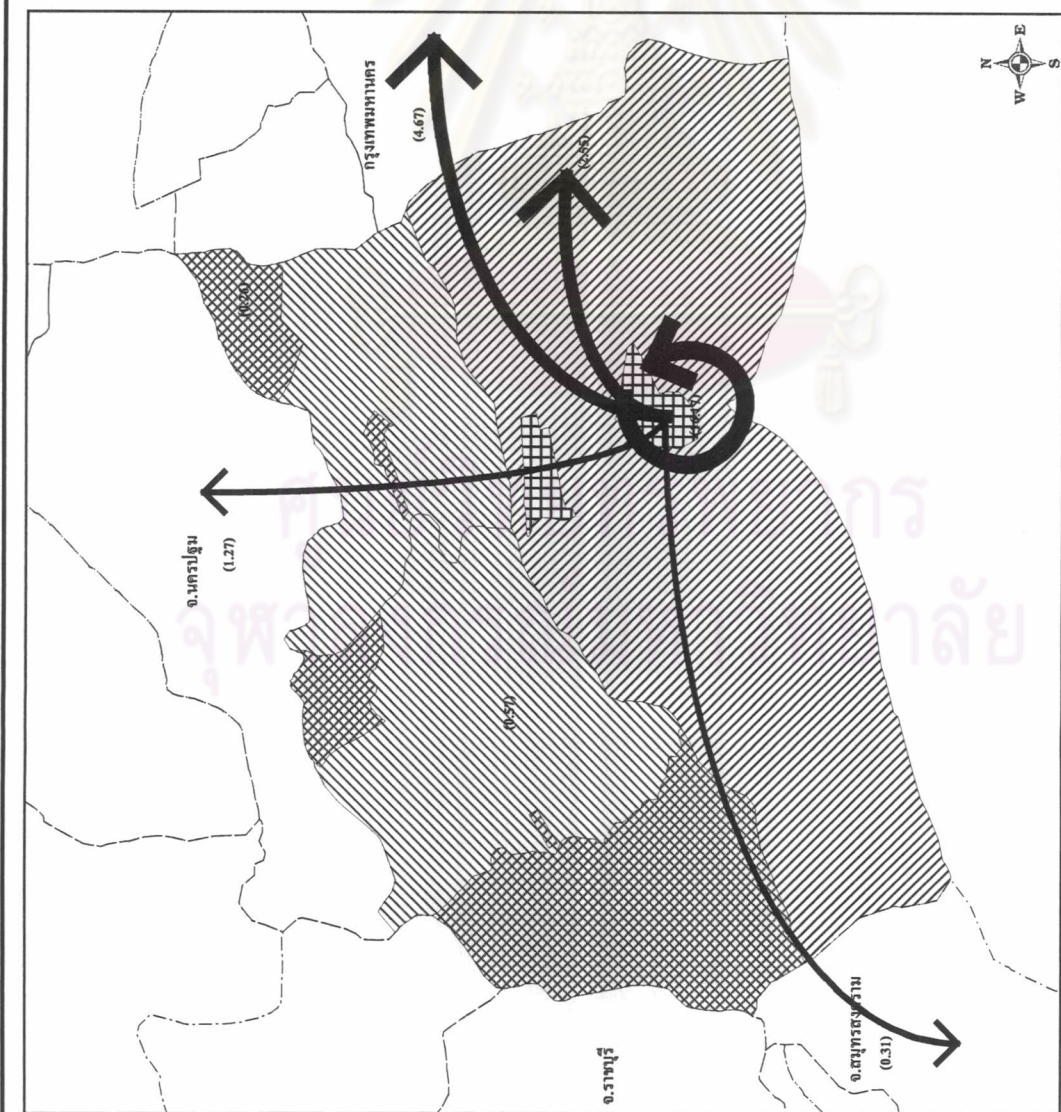 N
E
W
S
กรุงเทพมหานคร
(4.67)
(2.55)
(0.20)
จ.นครปฐม
(1.27)
(0.57)
จ.สมุทรสงคราม
(0.31)
จ.ราชบุรี